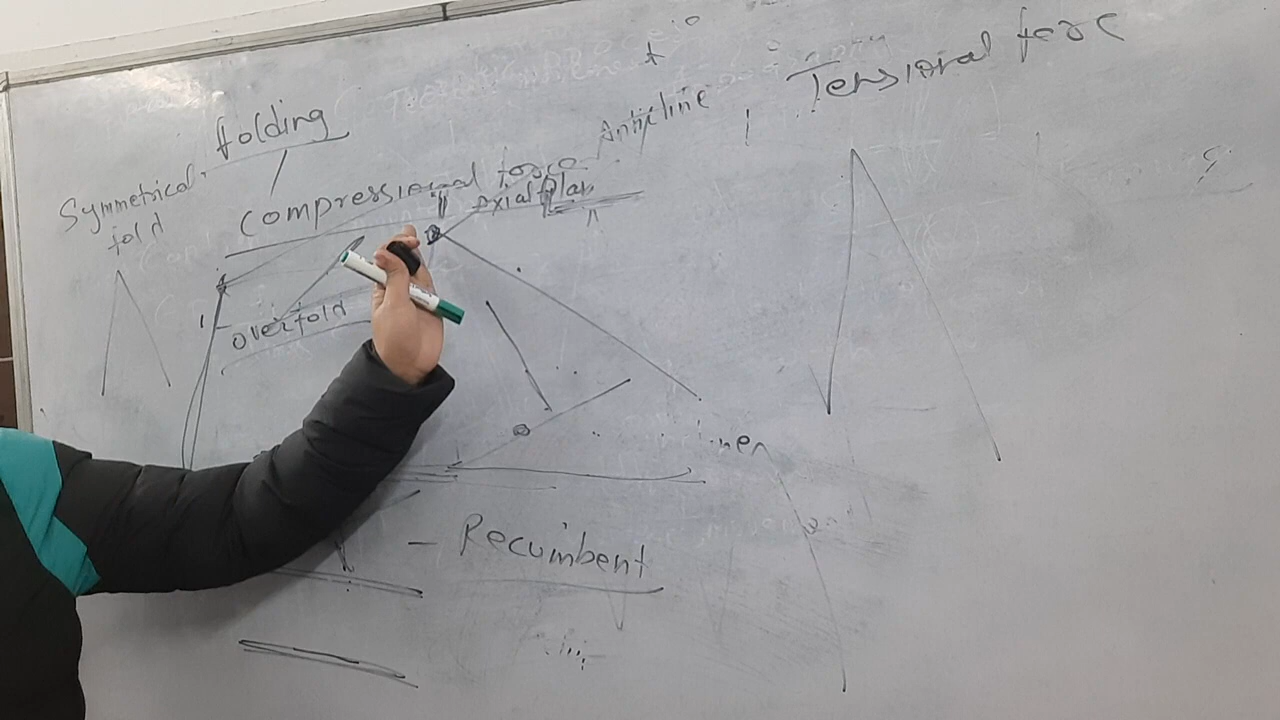 Tensional forc
folding
Anticline
Symmetrical
fold
Compressional force
axial plan
overfold
- Recumbent